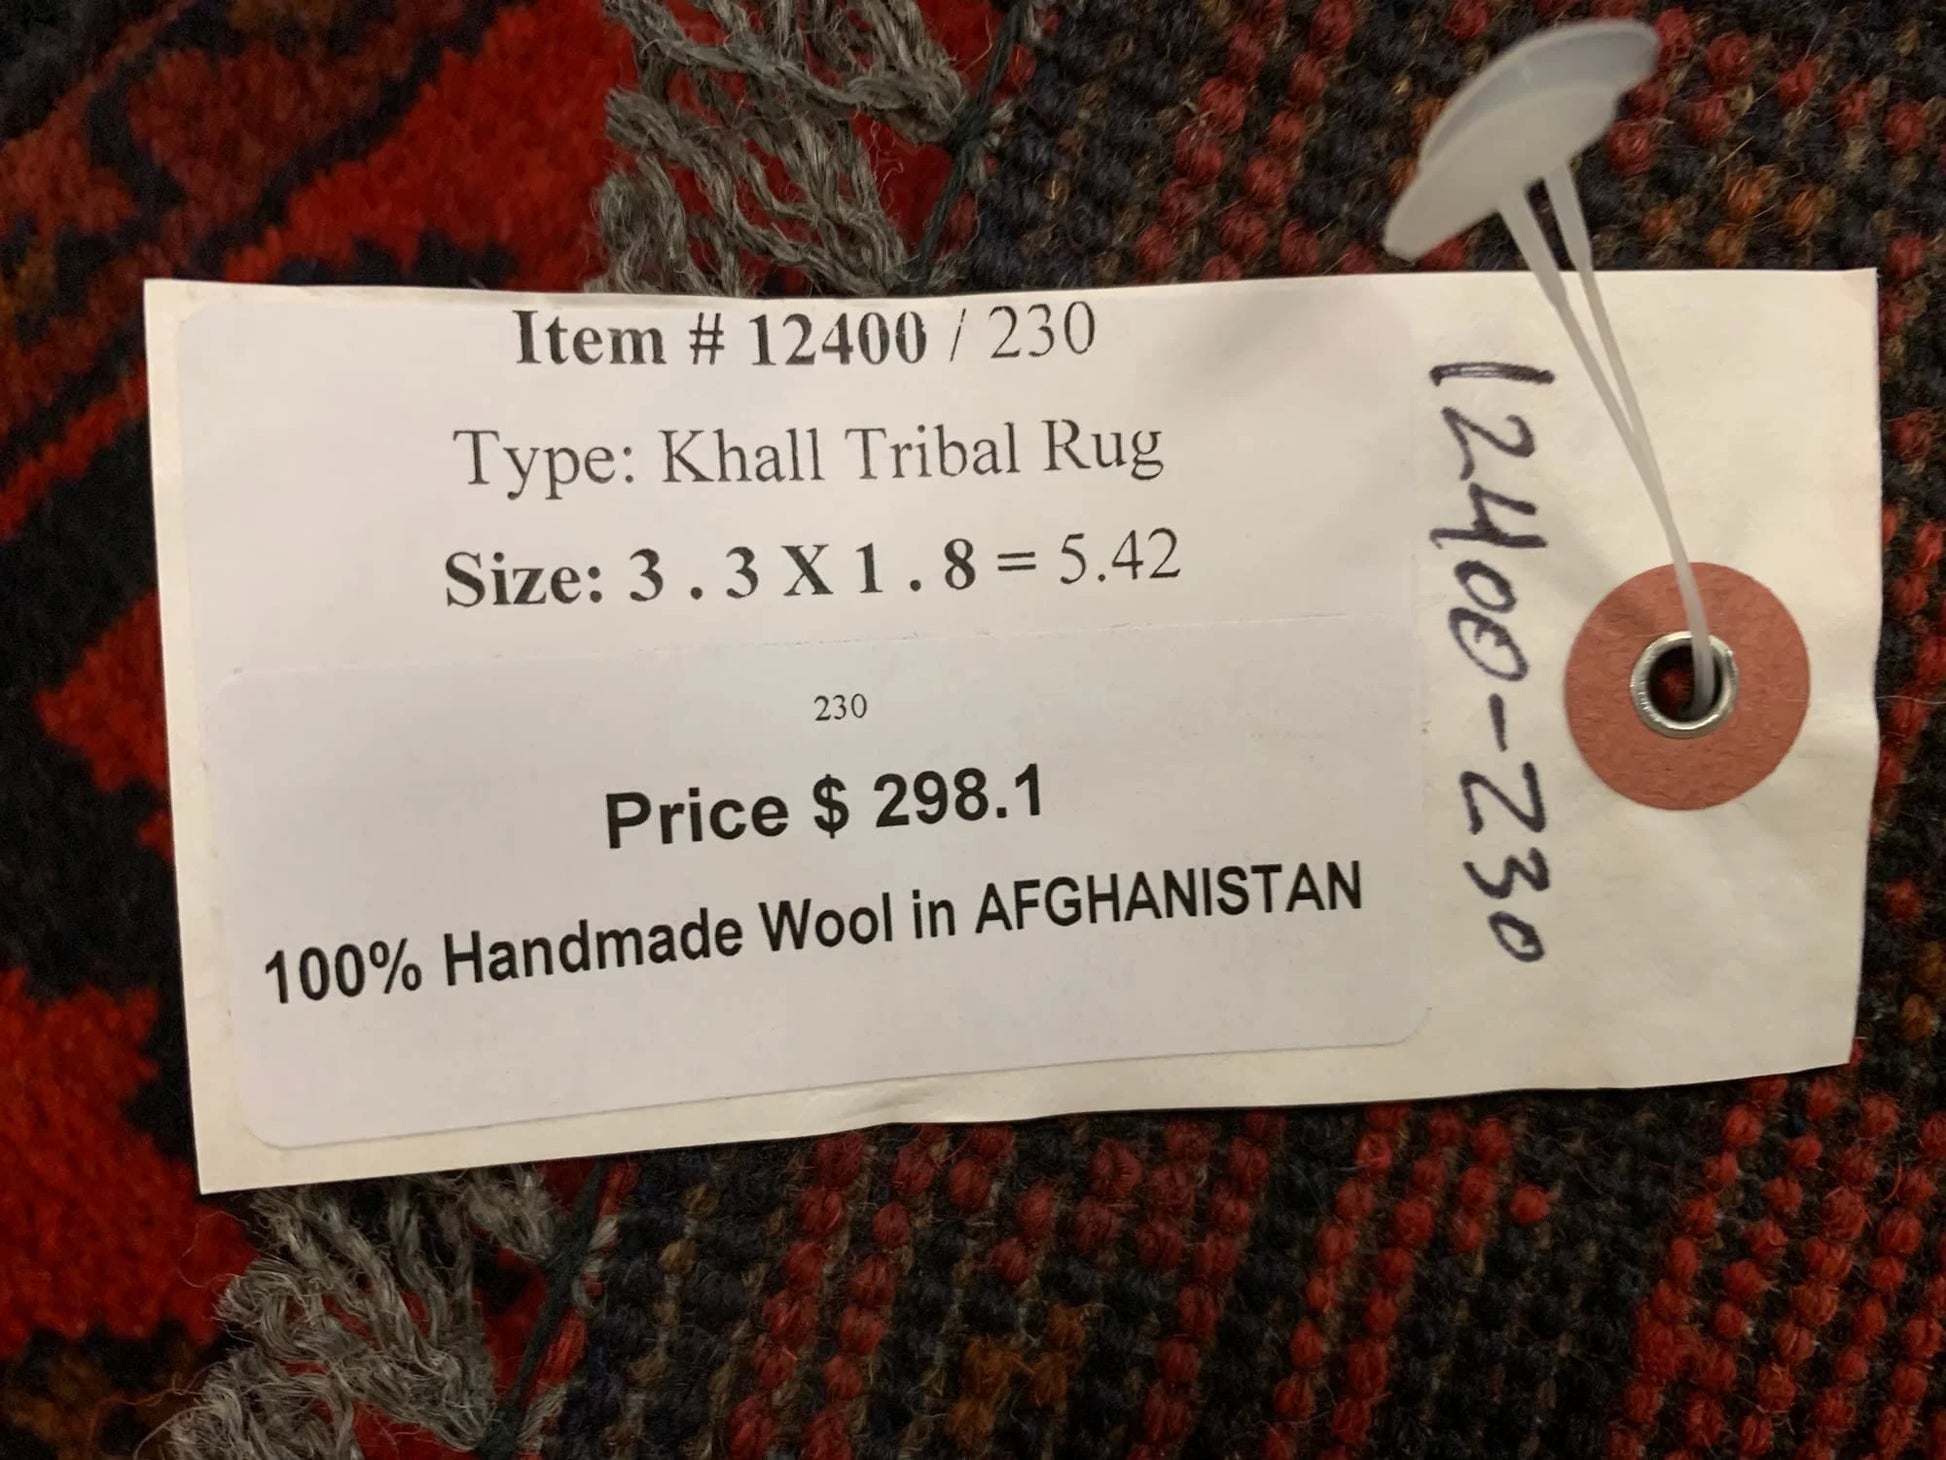 Item # 12400 / 230
Type: Khall Tribal Rug
Size: 3 . 3 X 1 . 8 = 5.42
230
Price $ 298.1
100% Handmade Wool in AFGHANISTAN
12400-230